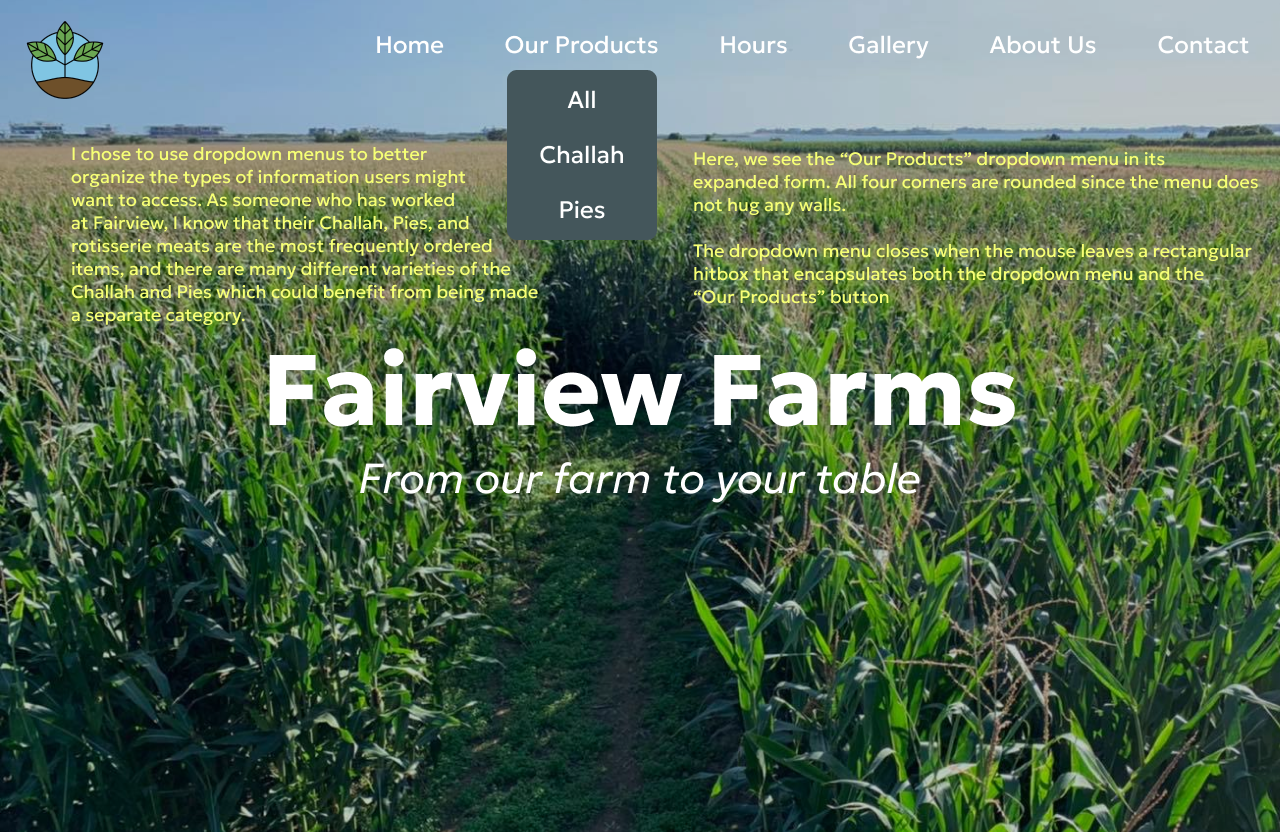 Home Our Products Hours Gallery About Us Contact
All
Challah
Pies
I chose to use dropdown menus to better
organize the types of information users might
want to access. As someone who has worked
at Fairview, I know that their Challah, Pies, and
rotisserie meats are the most frequently ordered
items, and there are many different varieties of the
Challah and Pies which could benefit from being made
a separate category.
Here, we see the “Our Products” dropdown menu in its
expanded form. All four corners are rounded since the menu does
not hug any walls.
The dropdown menu closes when the mouse leaves a rectangular
hitbox that encapsulates both the dropdown menu and the
“Our Products” button
Fairview Farms
From our farm to your table